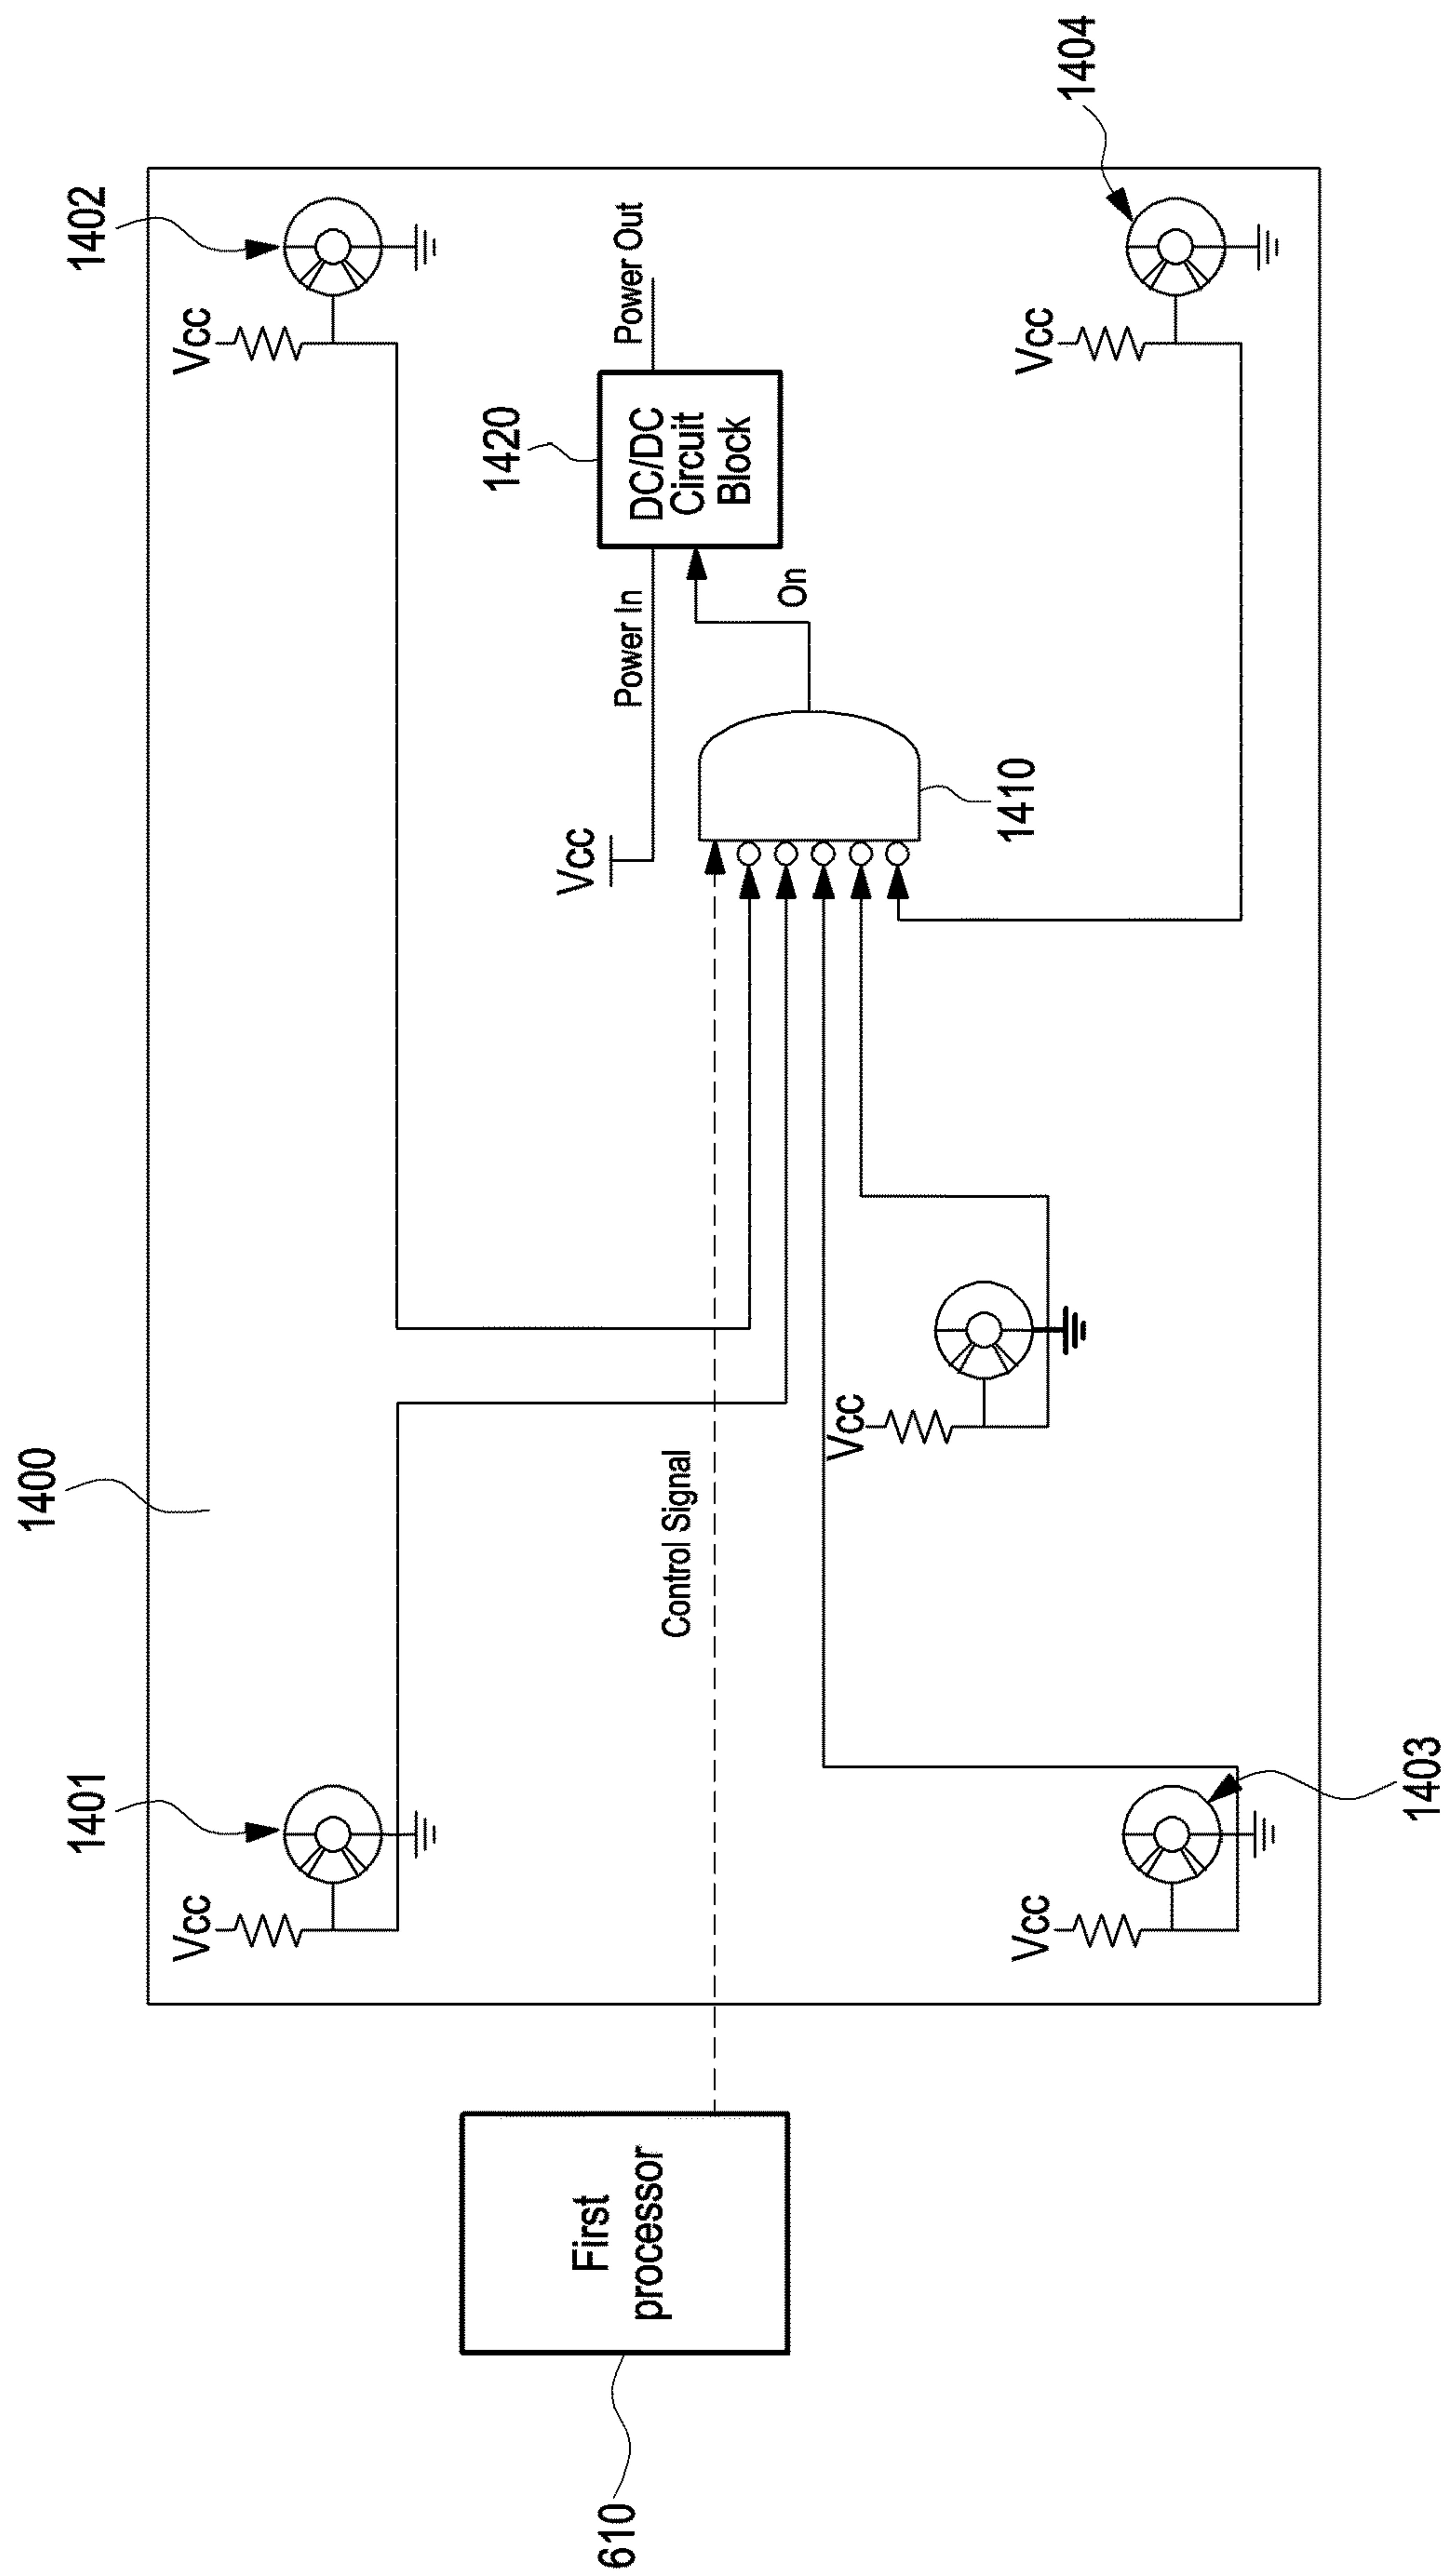 1400
1401
1402
Vcc
Vcc
1420
Vcc
Power In
Power Out
DC/DC
Circuit
Block
First
processor
610
Control Signal
On
Vcc
1410
Vcc
Vcc
1404
1403